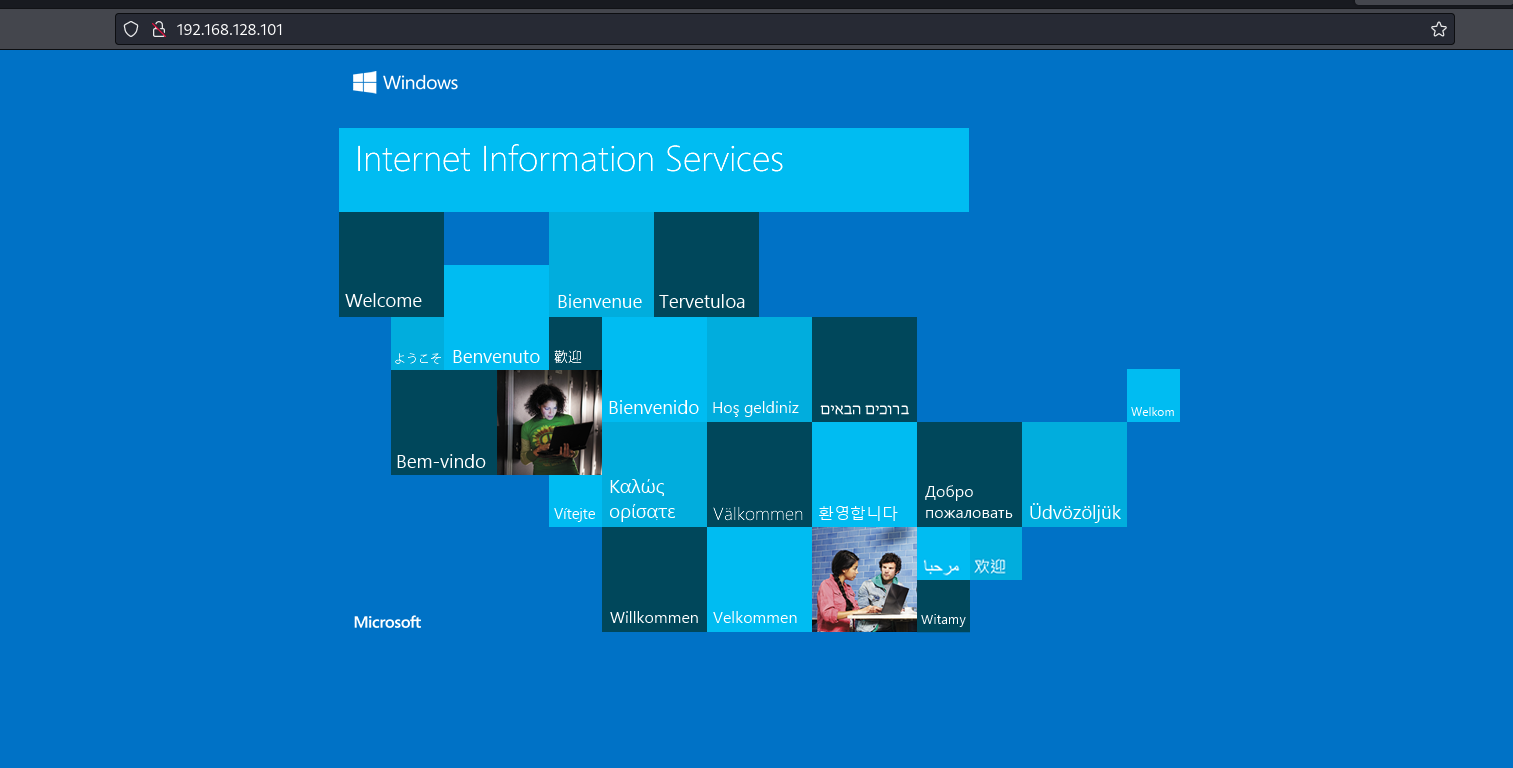 192.168.128.101
Windows
Internet Information Services
Welcome
Bienvenue
Tervetuloa
ようこそ
Benvenuto
歡迎
Bienvenido
Hoş geldiniz
ברוכים הבאים
Welkom
Bem-vindo
Vítejte
Καλώς
ορίσατε
Välkommen
환영합니다
Добро
пожаловать
Üdvözöljük
Willkommen
Velkommen
مرحبا
欢迎
Witamy
Microsoft